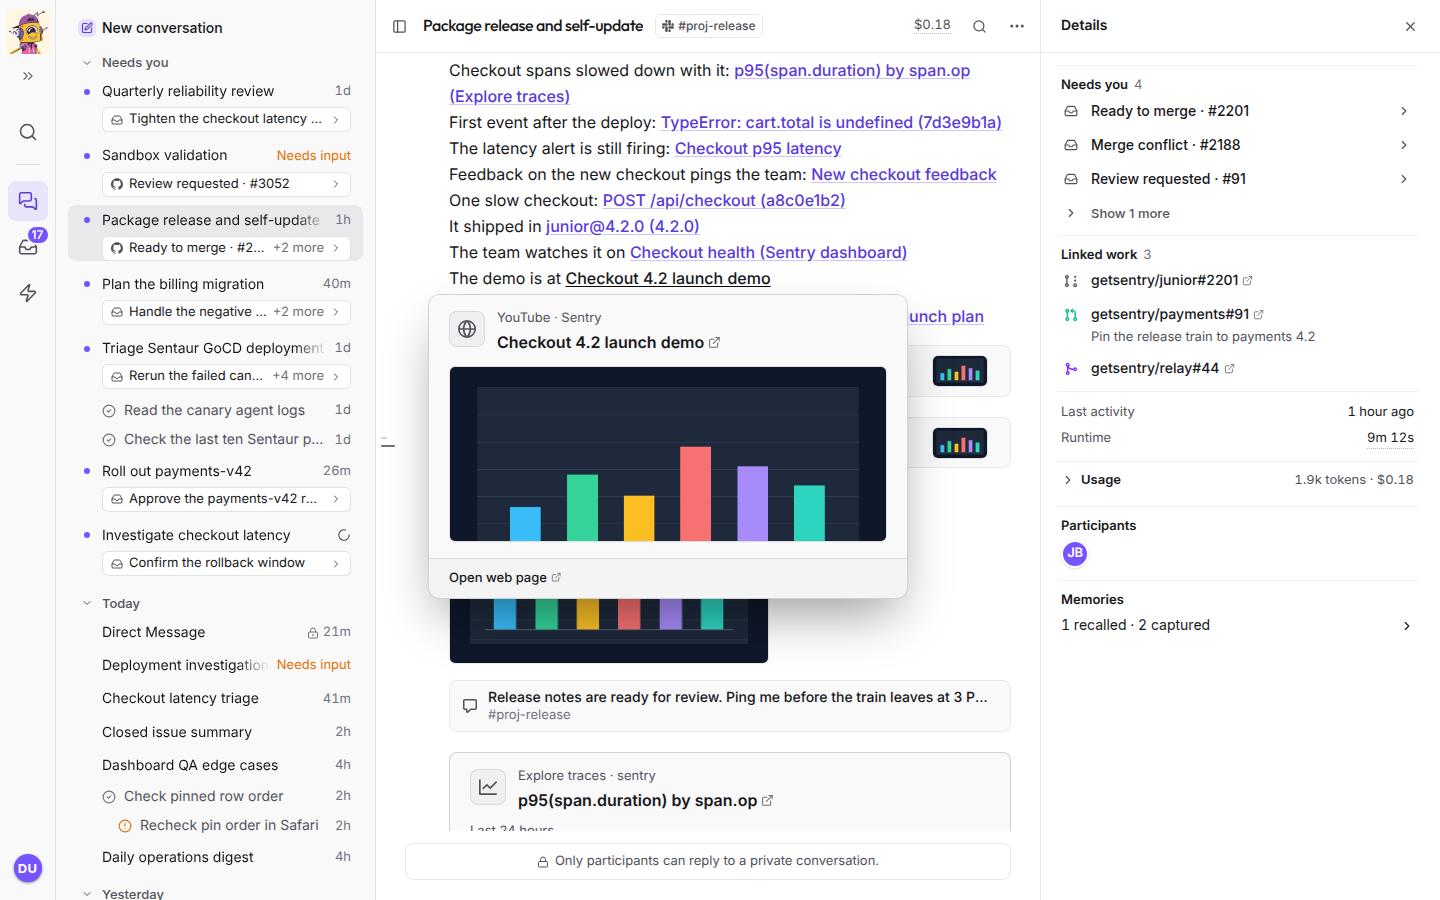 New conversation
Needs you
Quarterly reliability review 1d
Tighten the checkout latency ...
Sandbox validation Needs input
Review requested · #3052
Package release and self-update 1h
Ready to merge · #2... +2 more
Plan the billing migration 40m
Handle the negative ... +2 more
Triage Sentaur GoCD deployment 1d
Rerun the failed can... +4 more
Read the canary agent logs 1d
Check the last ten Sentaur p... 1d
Roll out payments-v42 26m
Approve the payments-v42 r...
Investigate checkout latency
Confirm the rollback window
Today
Direct Message 21m
Deployment investigation Needs input
Checkout latency triage 41m
Closed issue summary 2h
Dashboard QA edge cases 4h
Check pinned row order 2h
Recheck pin order in Safari 2h
Daily operations digest 4h
Yesterday
17
DU
Package release and self-update #proj-release $0.18
Checkout spans slowed down with it: p95(span.duration) by span.op
(Explore traces)
First event after the deploy: TypeError: cart.total is undefined (7d3e9b1a)
The latency alert is still firing: Checkout p95 latency
Feedback on the new checkout pings the team: New checkout feedback
One slow checkout: POST /api/checkout (a8c0e1b2)
It shipped in junior@4.2.0 (4.2.0)
The team watches it on Checkout health (Sentry dashboard)
The demo is at Checkout 4.2 launch demo
unch plan
YouTube · Sentry
Checkout 4.2 launch demo
Open web page
Release notes are ready for review. Ping me before the train leaves at 3 P...
#proj-release
Explore traces · sentry
p95(span.duration) by span.op
Last 24 hours
Only participants can reply to a private conversation.
Details
Needs you 4
Ready to merge · #2201
Merge conflict · #2188
Review requested · #91
Show 1 more
Linked work 3
getsentry/junior#2201
getsentry/payments#91
Pin the release train to payments 4.2
getsentry/relay#44
Last activity 1 hour ago
Runtime 9m 12s
Usage 1.9k tokens · $0.18
Participants
JB
Memories
1 recalled · 2 captured